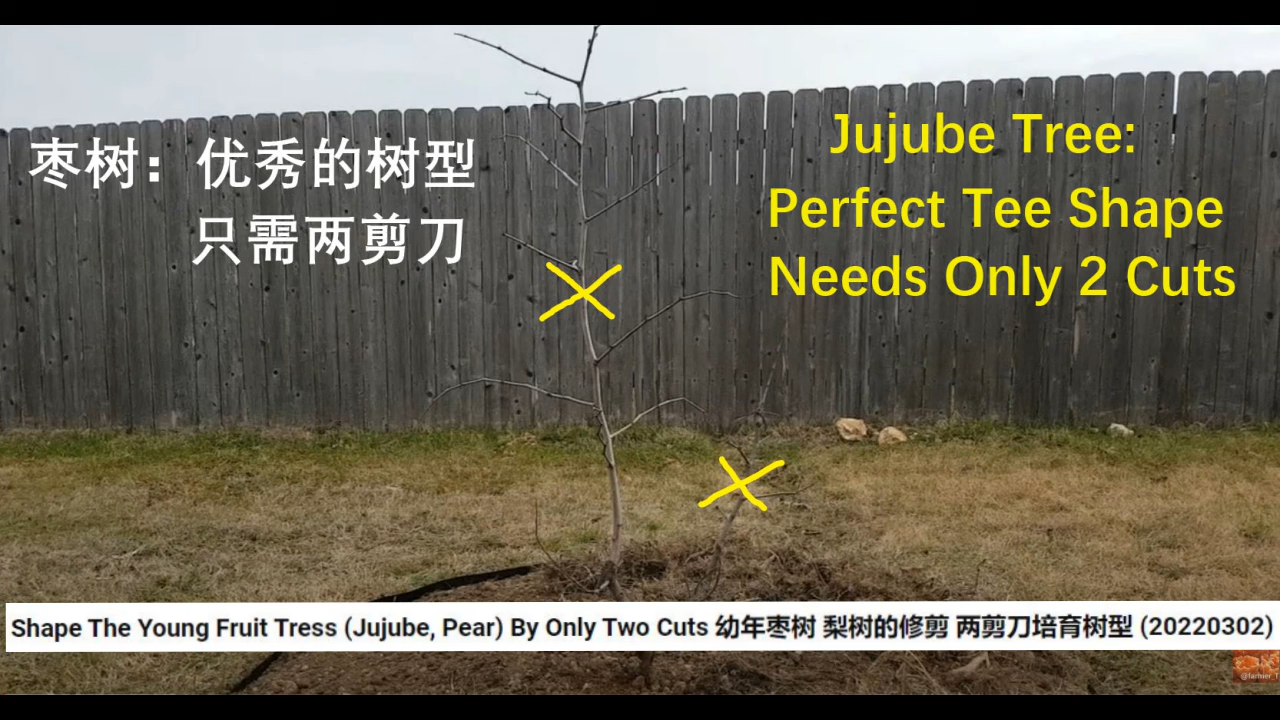 枣树：优秀的树型
只需两剪刀
Jujube Tree:
Perfect Tee Shape
Needs Only 2 Cuts
Shape The Young Fruit Tress (Jujube, Pear) By Only Two Cuts 幼年枣树 梨树的修剪 两剪刀培育树型 (20220302)
@farmer_T